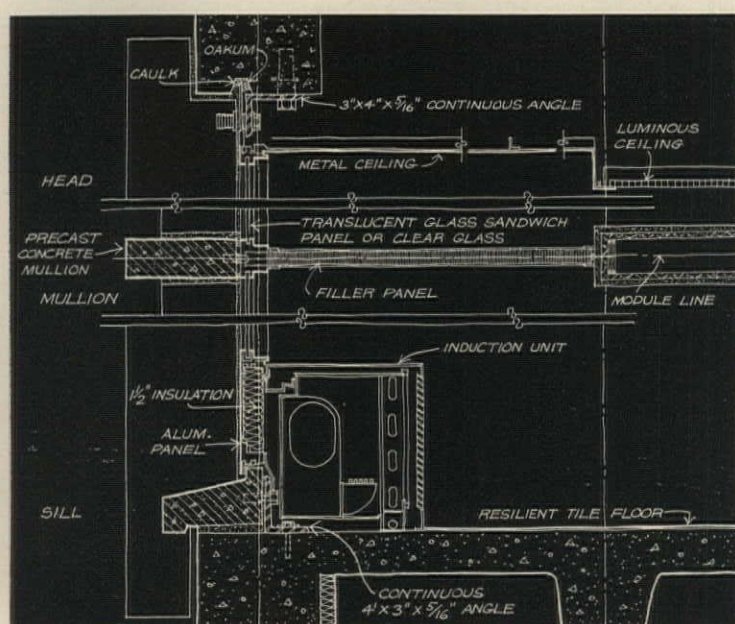 OAKUM
CAULK
3"X4"X5/16" CONTINUOUS ANGLE
LUMINOUS
CEILING
METAL CEILING
HEAD
TRANSLUCENT GLASS SANDWICH
PANEL OR CLEAR GLASS
PRECAST
CONCRETE
MULLION
FILLER PANEL
MODULE LINE
MULLION
INDUCTION UNIT
1½" INSULATION
ALUM.
PANEL
SILL
RESILIENT TILE FLOOR
CONTINUOUS
4'X3"X5/16" ANGLE